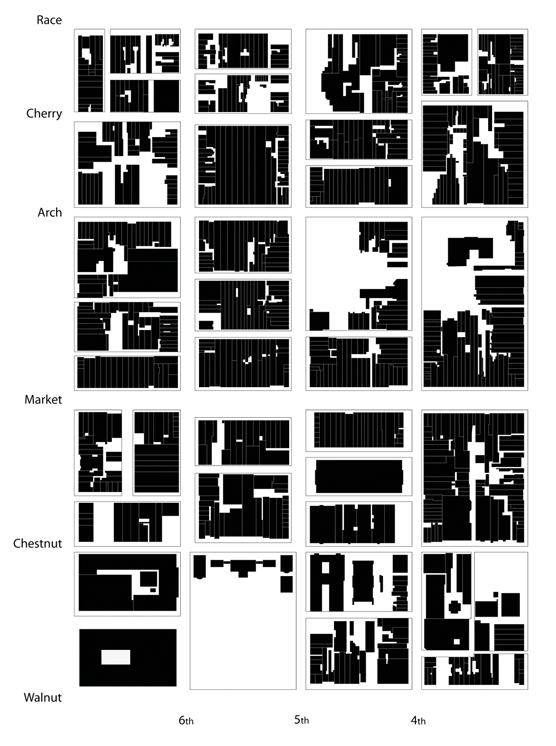 Race
Cherry
Arch
Market
Chestnut
Walnut
6th
5th
4th